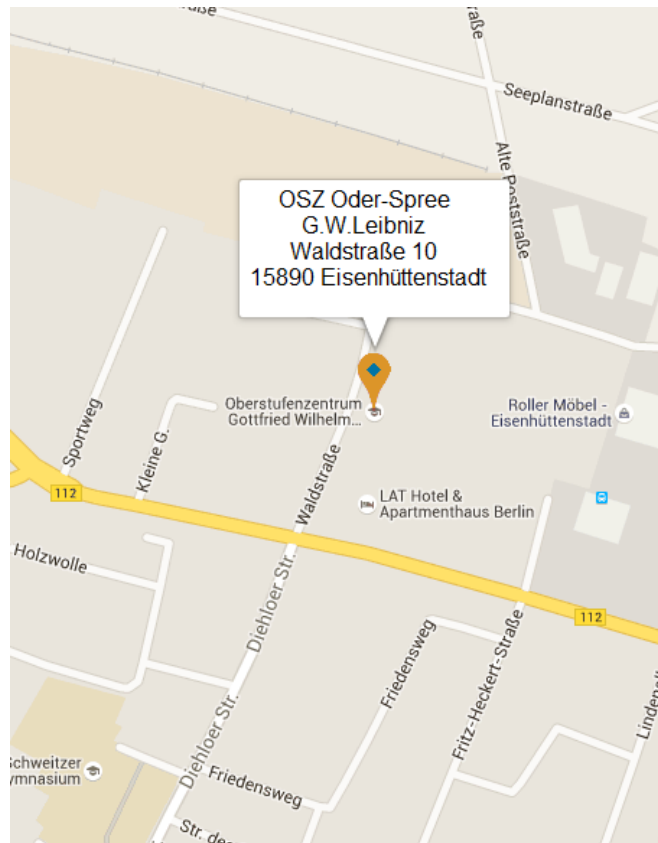 Seeplanstraße
Alte Poststraße
OSZ Oder-Spree
G.W.Leibniz
Waldstraße 10
15890 Eisenhüttenstadt
Oberstufenzentrum
Gottfried Wilhelm...
Roller Möbel -
Eisenhüttenstadt
Sportweg
Kleine G.
Waldstraße
112
LAT Hotel &
Apartmenthaus Berlin
Holzwolle
Diehloer Str.
112
Friedensweg
Fritz-Heckert-Straße
Diehloer Str.
Schweitzer
Friedensweg
Str.